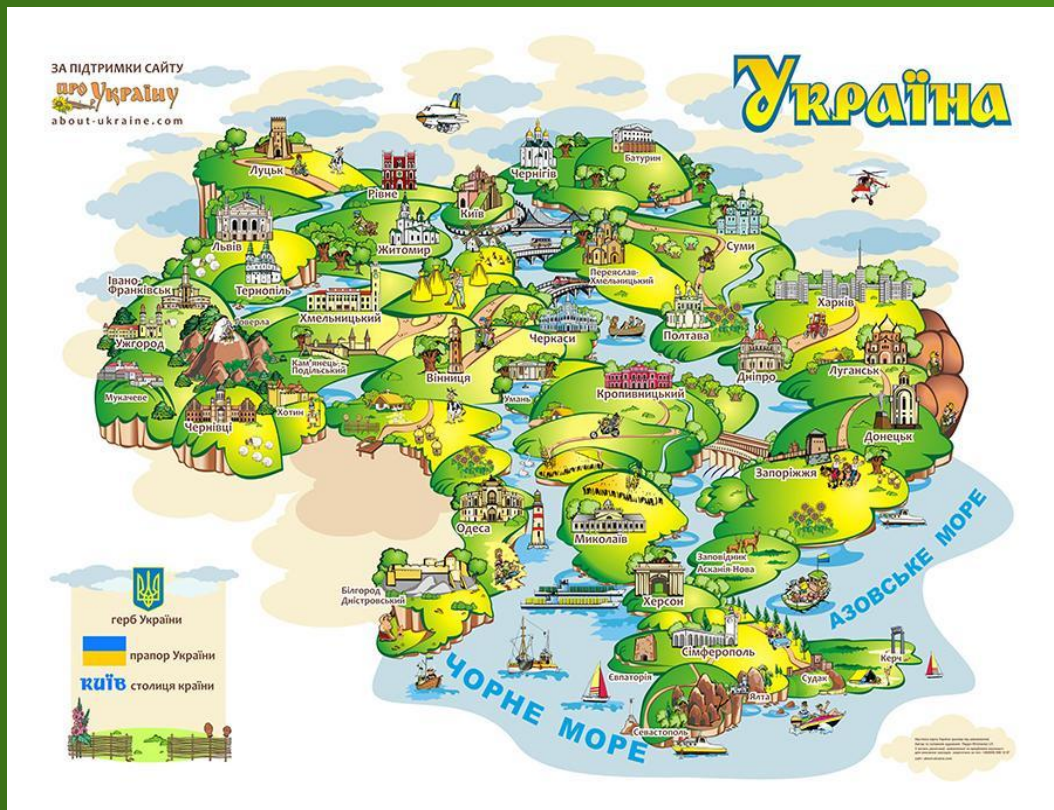 ЗА ПІДТРИМКИ САЙТУ
про Україну
about-ukraine.com
Україна
Луцьк
Рівне
Київ
Чернігів
Батурин
Львів
Житомир
Суми
Тернопіль
Переяслав-
Хмельницький
Івано-
Франківськ
Хмельницький
Харків
Ужгород
Говерла
Черкаси
Полтава
Кам'янець-
Подільський
Вінниця
Дніпро
Луганськ
Мукачеве
Умань
Кропивницький
Хотин
Чернівці
Донецьк
Запоріжжя
Одеса
Миколаїв
Заповідник
Асканія-Нова
Білгород
Дністровський
Херсон
АЗОВСЬКЕ МОРЕ
Сімферополь
Керч
Євпаторія
Судак
Ялта
Севастополь
ЧОРНЕ МОРЕ
герб України
прапор України
київ столиця країни